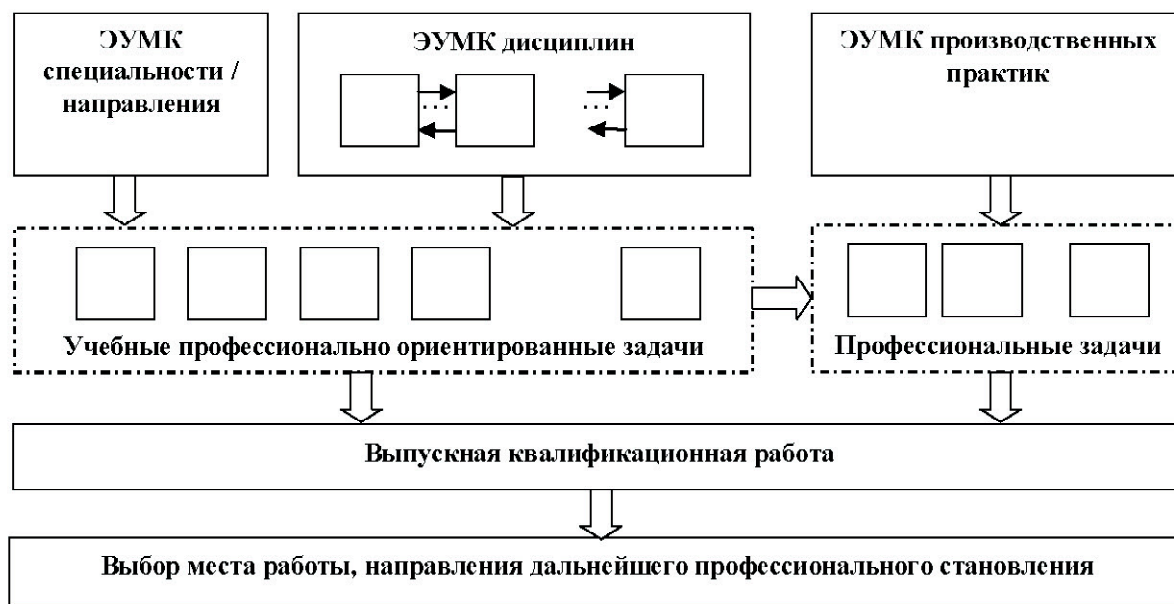 ЭУМК
специальности /
направления
ЭУМК дисциплин
... ...
ЭУМК производственных
практик
Учебные профессионально ориентированные задачи
Профессиональные задачи
Выпускная квалификационная работа
Выбор места работы, направления дальнейшего профессионального становления